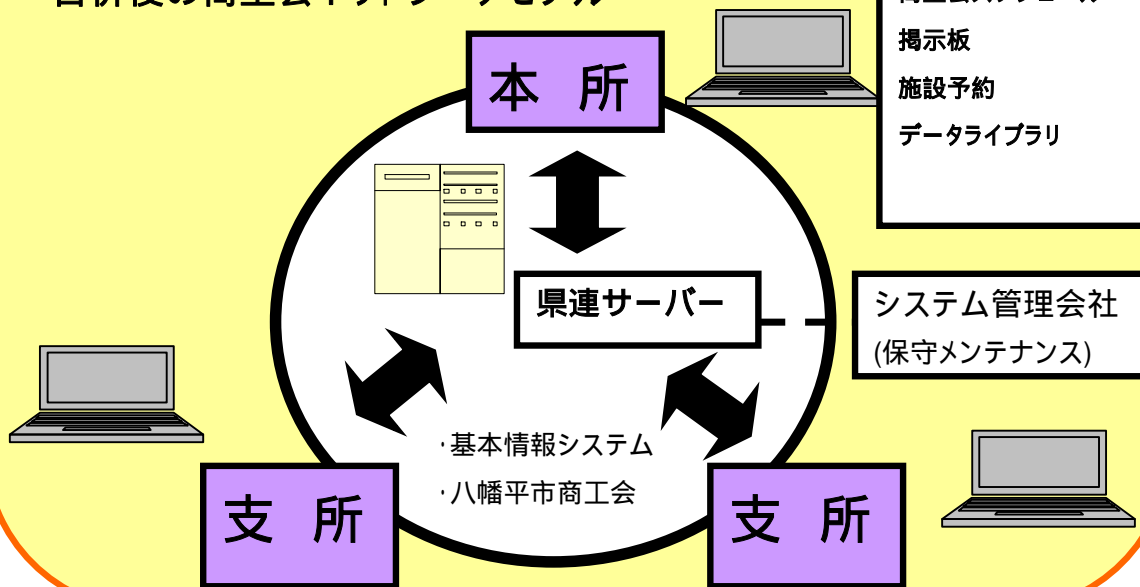 本 所
掲示板
施設予約
データライブラリ
県連サーバー
システム管理会社
(保守メンテナンス)
・基本情報システム
・八幡平市商工会
支 所
支 所